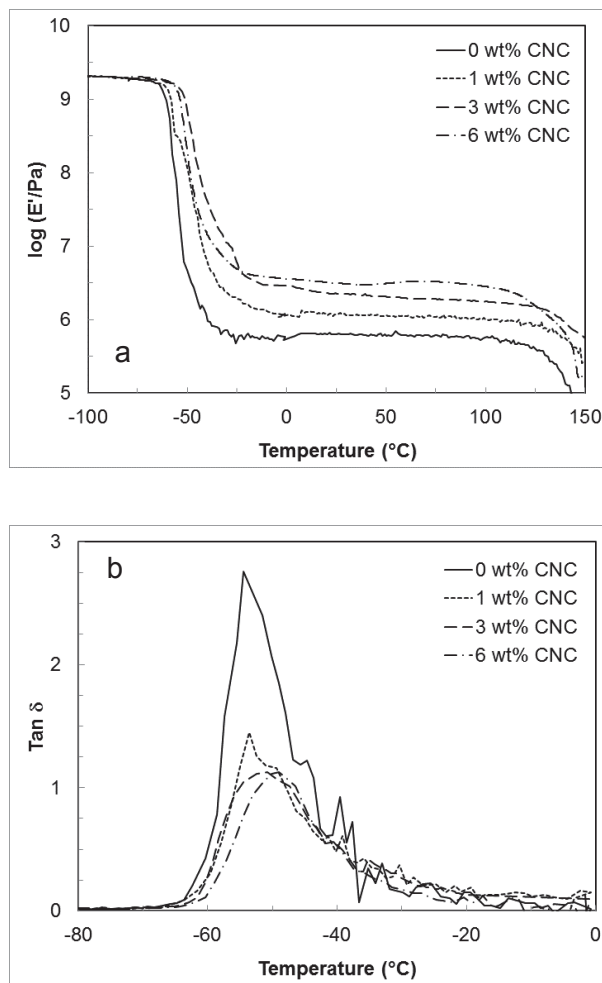 10
0 wt% CNC
1 wt% CNC
9
3 wt% CNC
6 wt% CNC
8
log (E'/Pa)
7
6
a
5
-100 -50 0 50 100 150
Temperature (°C)
3
b
0 wt% CNC
1 wt% CNC
3 wt% CNC
6 wt% CNC
2
Tan δ
1
0
-80 -60 -40 -20 0
Temperature (°C)